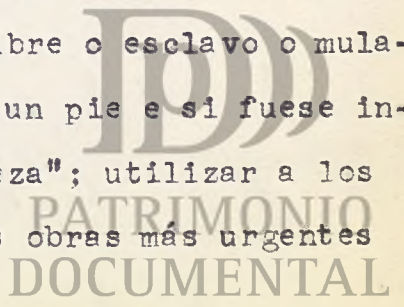 bre o esclavo o mula-
un pie e si fuese in-
za"; utilizar a los
PATRIMONIO
s obras más urgentes
DOCUMENTAL